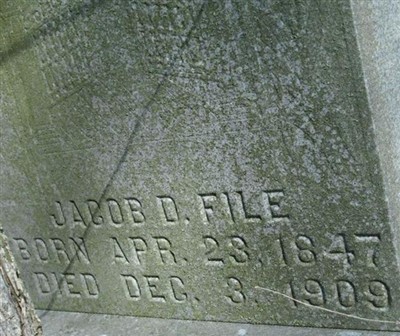 JACOB D. FILE
BORN APR. 23, 1847
DIED DEC. 3, 1909